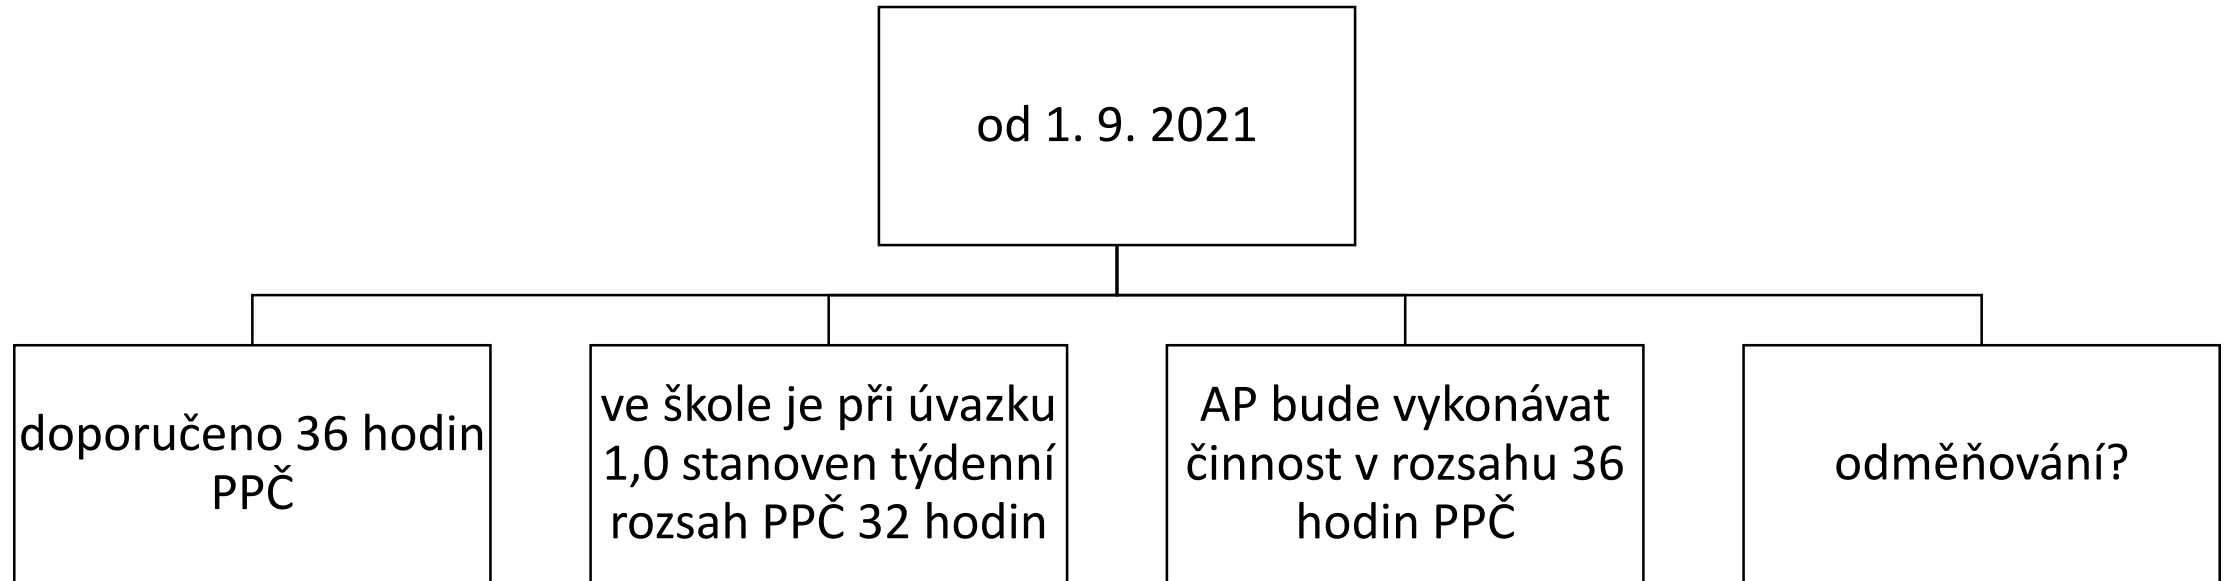 od 1. 9. 2021
doporučeno 36 hodin
PPČ
ve škole je při úvazku
1,0 stanoven týdenní
rozsah PPČ 32 hodin
AP bude vykonávat
činnost v rozsahu 36
hodin PPČ
odměňování?